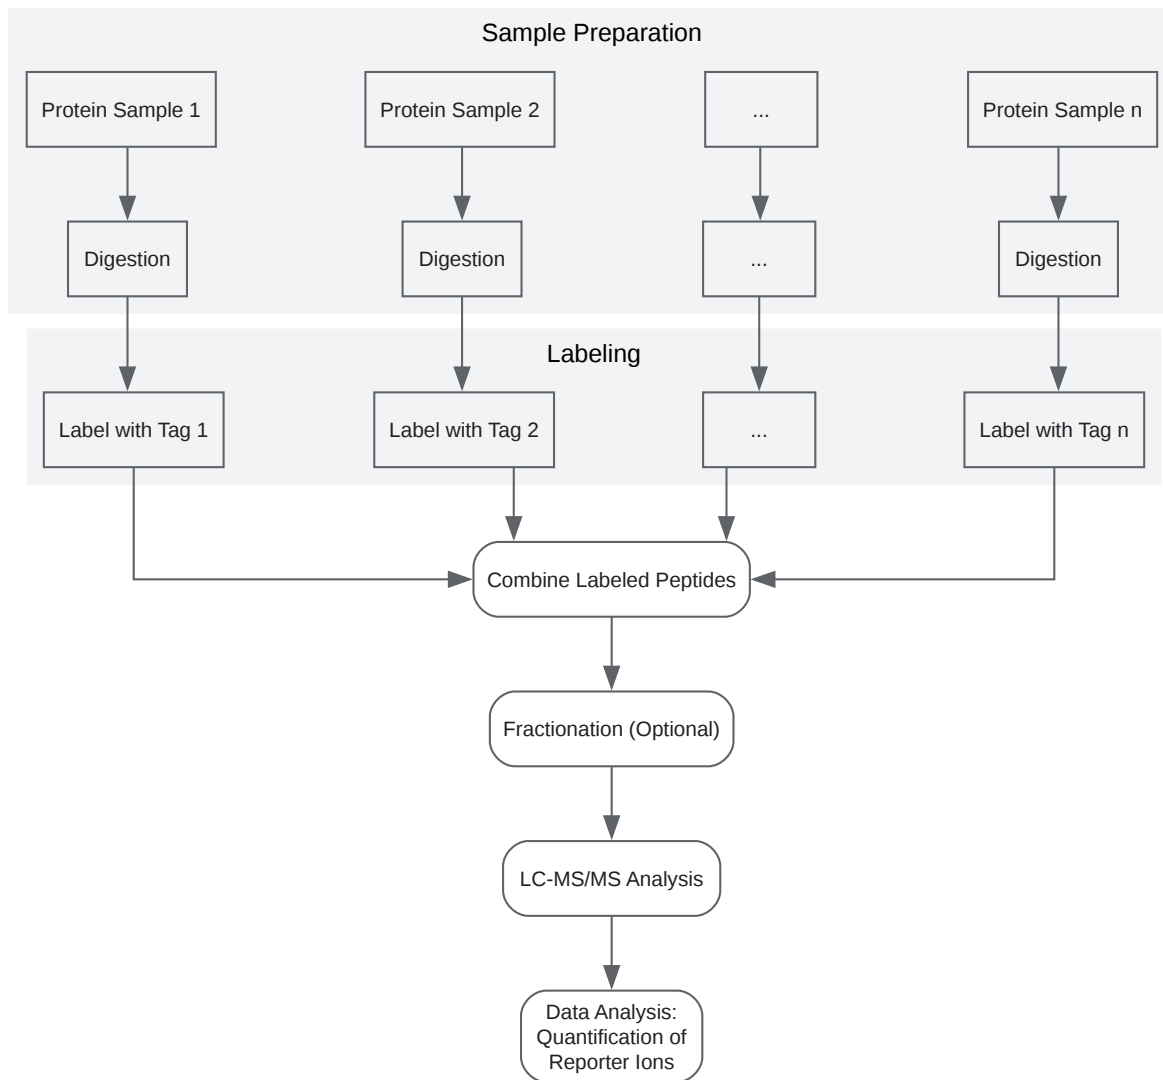 Sample Preparation
Protein Sample 1
Protein Sample 2
...
Protein Sample n
Digestion
Digestion
...
Digestion
Labeling
Label with Tag 1
Label with Tag 2
...
Label with Tag n
Combine Labeled Peptides
Fractionation (Optional)
LC-MS/MS Analysis
Data Analysis:
Quantification of
Reporter Ions